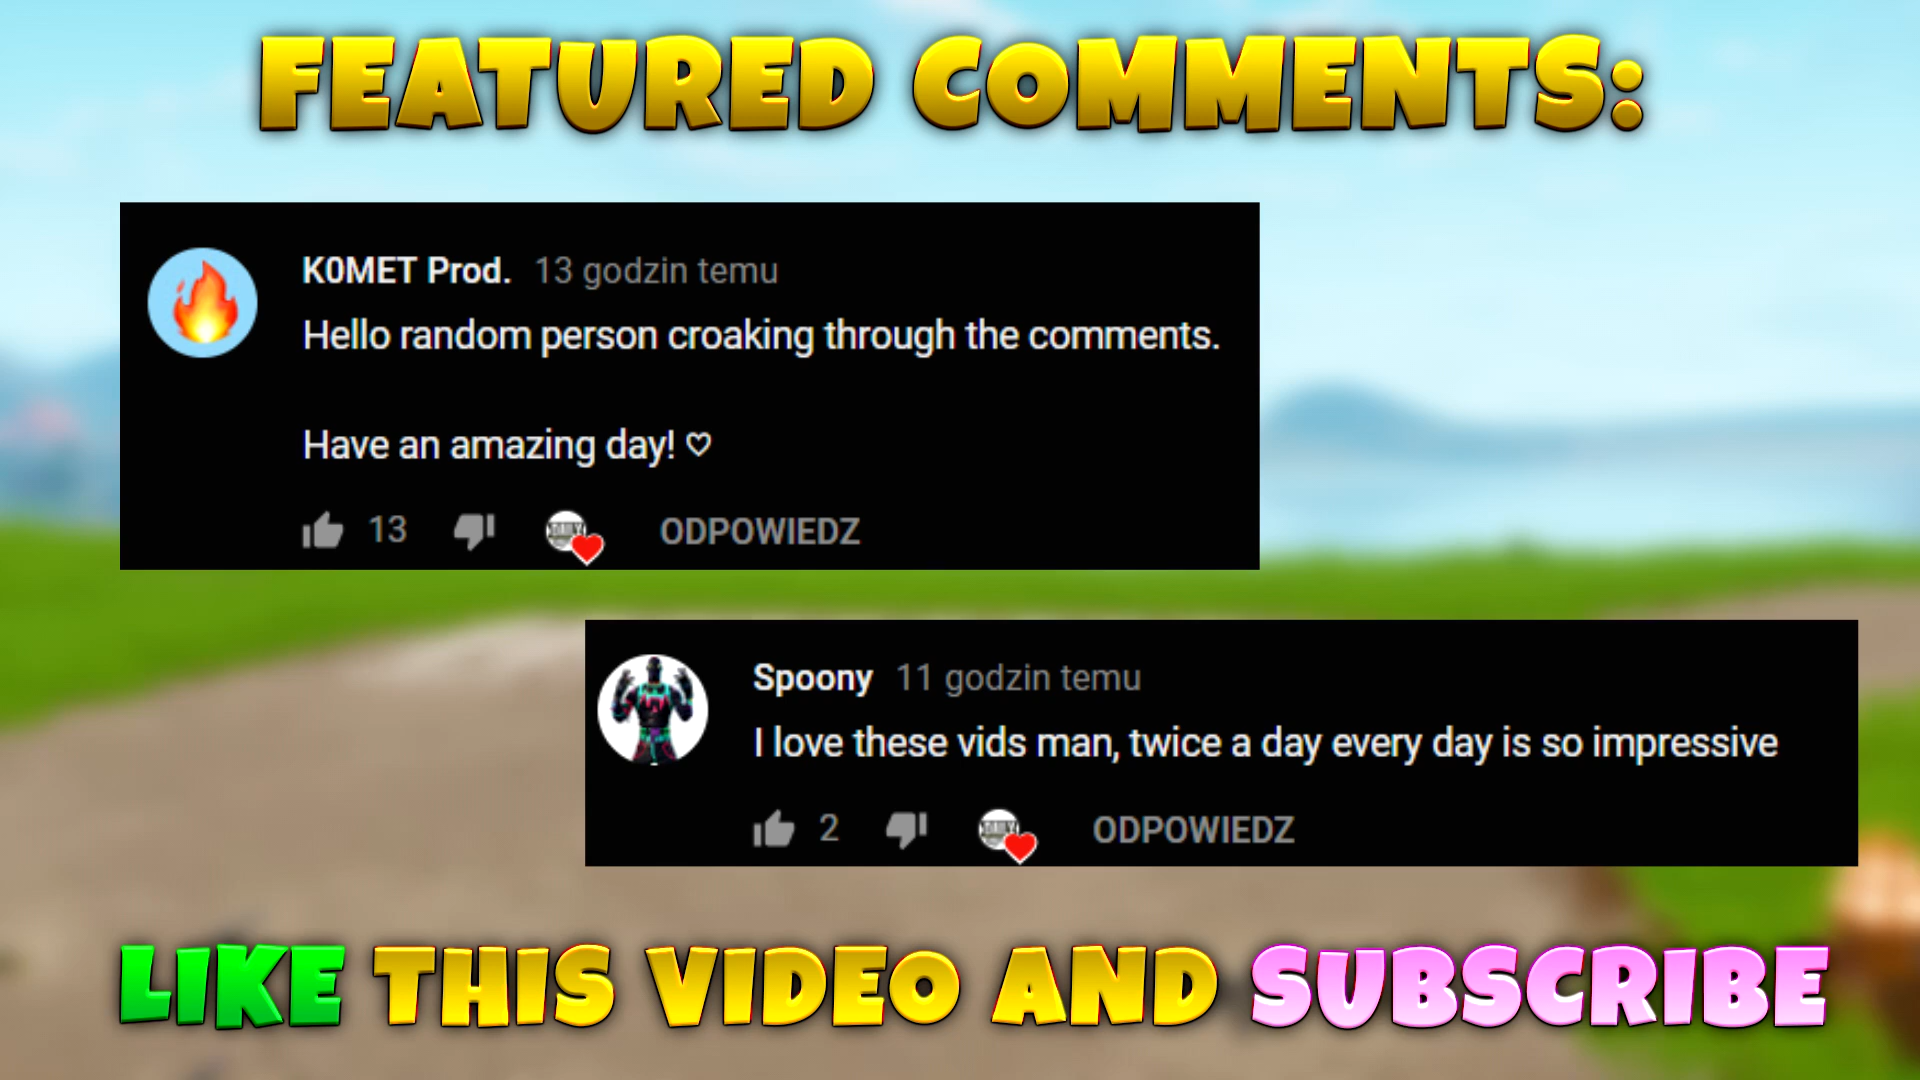 FEATURED COMMENTS:
K0MET Prod. 13 godzin temu
Hello random person croaking through the comments.
Have an amazing day! ♡
13 ODPOWIEDZ
Spoony 11 godzin temu
I love these vids man, twice a day every day is so impressive
2 ODPOWIEDZ
LIKE THIS VIDEO AND SUBSCRIBE